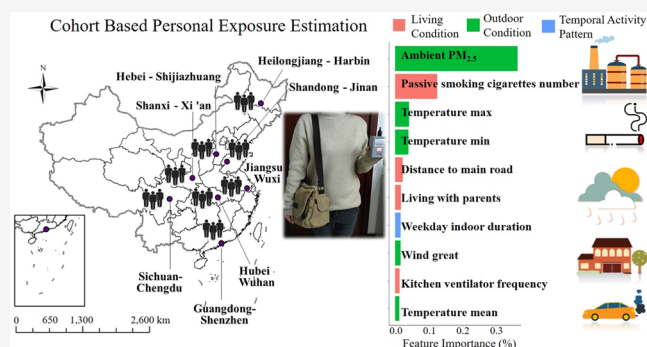 Cohort Based Personal Exposure Estimation
Heilongjiang - Harbin
Hebei - Shijiazhuang
Shandong - Jinan
Shanxi - Xi 'an
Jiangsu
Wuxi
Sichuan-
Chengdu
Hubei
Wuhan
Guangdong-
Shenzhen
N
0 650 1,300 2,600 km
Living
Condition
Outdoor
Condition
Temporal Activity
Pattern
Ambient PM2.5
Passive smoking cigarettes number
Temperature max
Temperature min
Distance to main road
Living with parents
Weekday indoor duration
Wind great
Kitchen ventilator frequency
Temperature mean
0.0 0.1 0.2 0.3
Feature Importance (%)